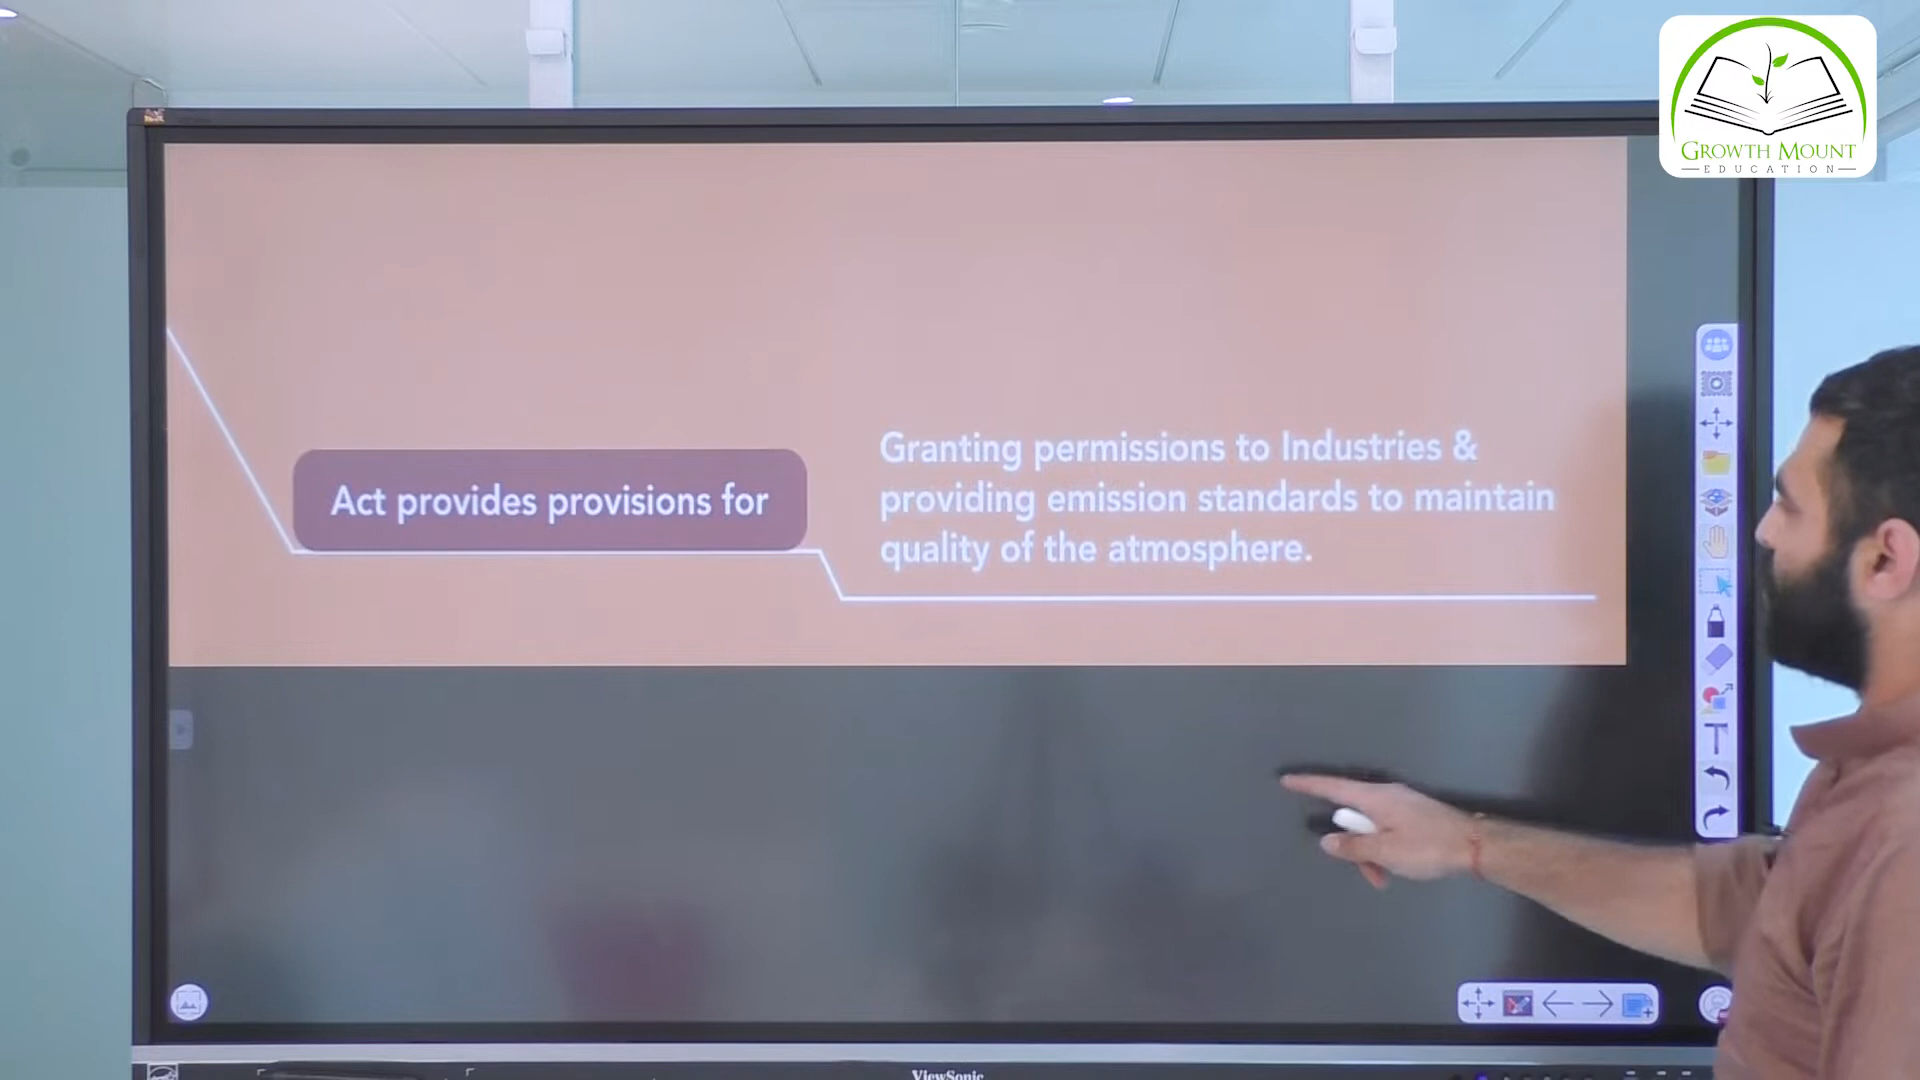 GROWTH MOUNT
EDUCATION
Act provides provisions for
Granting permissions to Industries &
providing emission standards to maintain
quality of the atmosphere.
ViewSonic